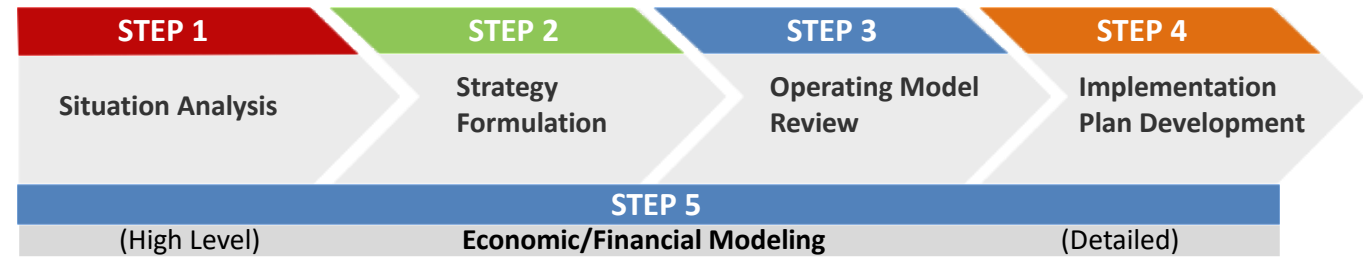 STEP 1
Situation Analysis
STEP 2
Strategy
Formulation
STEP 3
Operating Model
Review
STEP 4
Implementation
Plan Development
STEP 5
(High Level)
Economic/Financial Modeling
(Detailed)